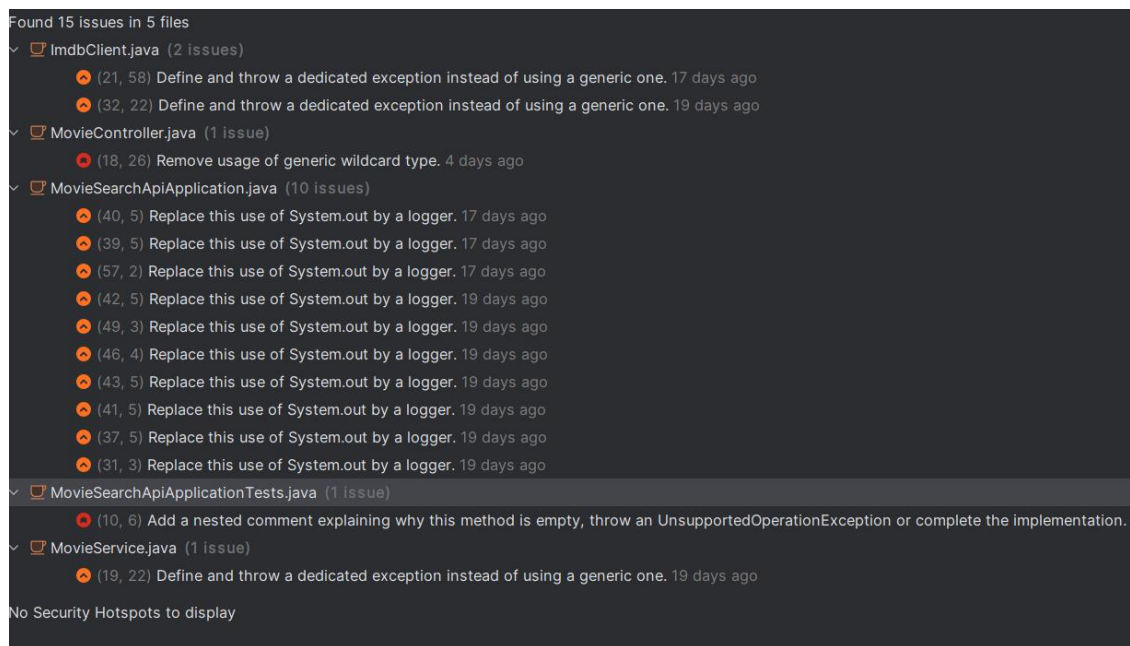 Found 15 issues in 5 files
ImdbClient.java (2 issues)
(21, 58) Define and throw a dedicated exception instead of using a generic one. 17 days ago
(32, 22) Define and throw a dedicated exception instead of using a generic one. 19 days ago
MovieController.java (1 issue)
(18, 26) Remove usage of generic wildcard type. 4 days ago
MovieSearchApiApplication.java (10 issues)
(40, 5) Replace this use of System.out by a logger. 17 days ago
(39, 5) Replace this use of System.out by a logger. 17 days ago
(57, 2) Replace this use of System.out by a logger. 17 days ago
(42, 5) Replace this use of System.out by a logger. 19 days ago
(49, 3) Replace this use of System.out by a logger. 19 days ago
(46, 4) Replace this use of System.out by a logger. 19 days ago
(43, 5) Replace this use of System.out by a logger. 19 days ago
(41, 5) Replace this use of System.out by a logger. 19 days ago
(37, 5) Replace this use of System.out by a logger. 19 days ago
(31, 3) Replace this use of System.out by a logger. 19 days ago
MovieSearchApiApplicationTests.java (1 issue)
(10, 6) Add a nested comment explaining why this method is empty, throw an UnsupportedOperationException or complete the implementation.
MovieService.java (1 issue)
(19, 22) Define and throw a dedicated exception instead of using a generic one. 19 days ago
No Security Hotspots to display